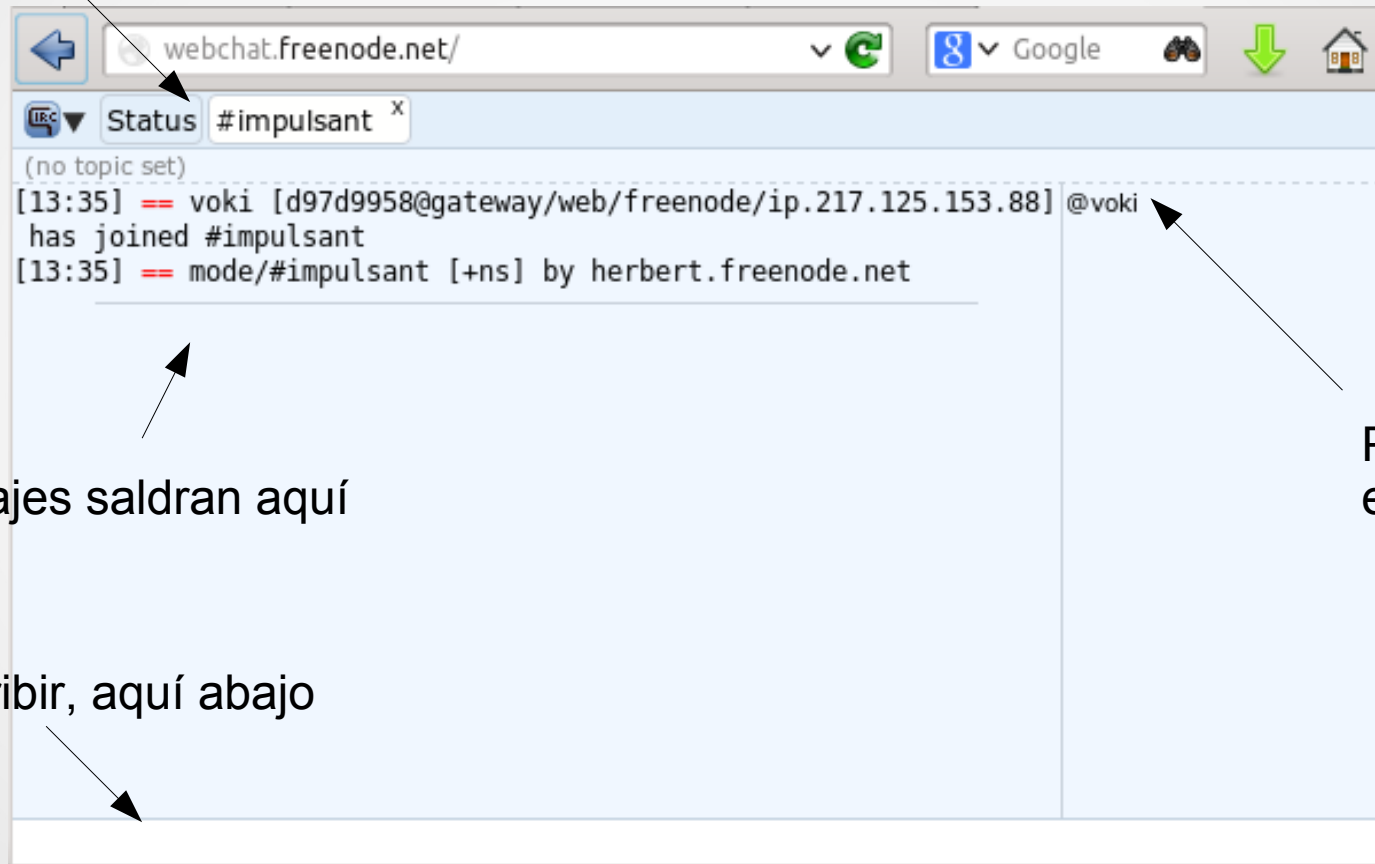 webchat.freenode.net/
Google
IRC
Status
#impulsant x
(no topic set)
[13:35] == voki [d97d9958@gateway/web/freenode/ip.217.125.153.88]
@voki
has joined #impulsant
[13:35] == mode/#impulsant [+ns] by herbert.freenode.net
saldran aquí
aquí abajo